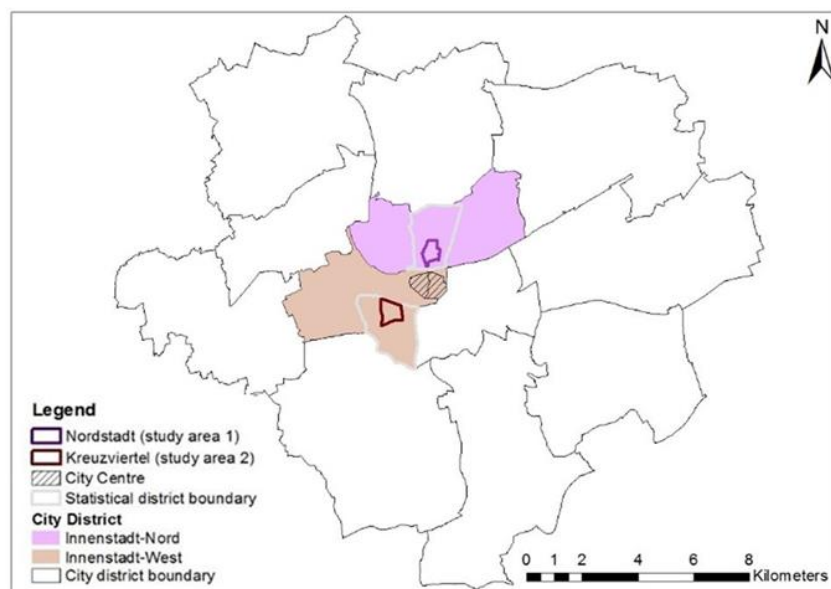 N
Legend
Nordstadt (study area 1)
Kreuzviertel (study area 2)
City Centre
Statistical district boundary
City District
Innenstadt-Nord
Innenstadt-West
City district boundary
0 1 2 4 6 8
Kilometers